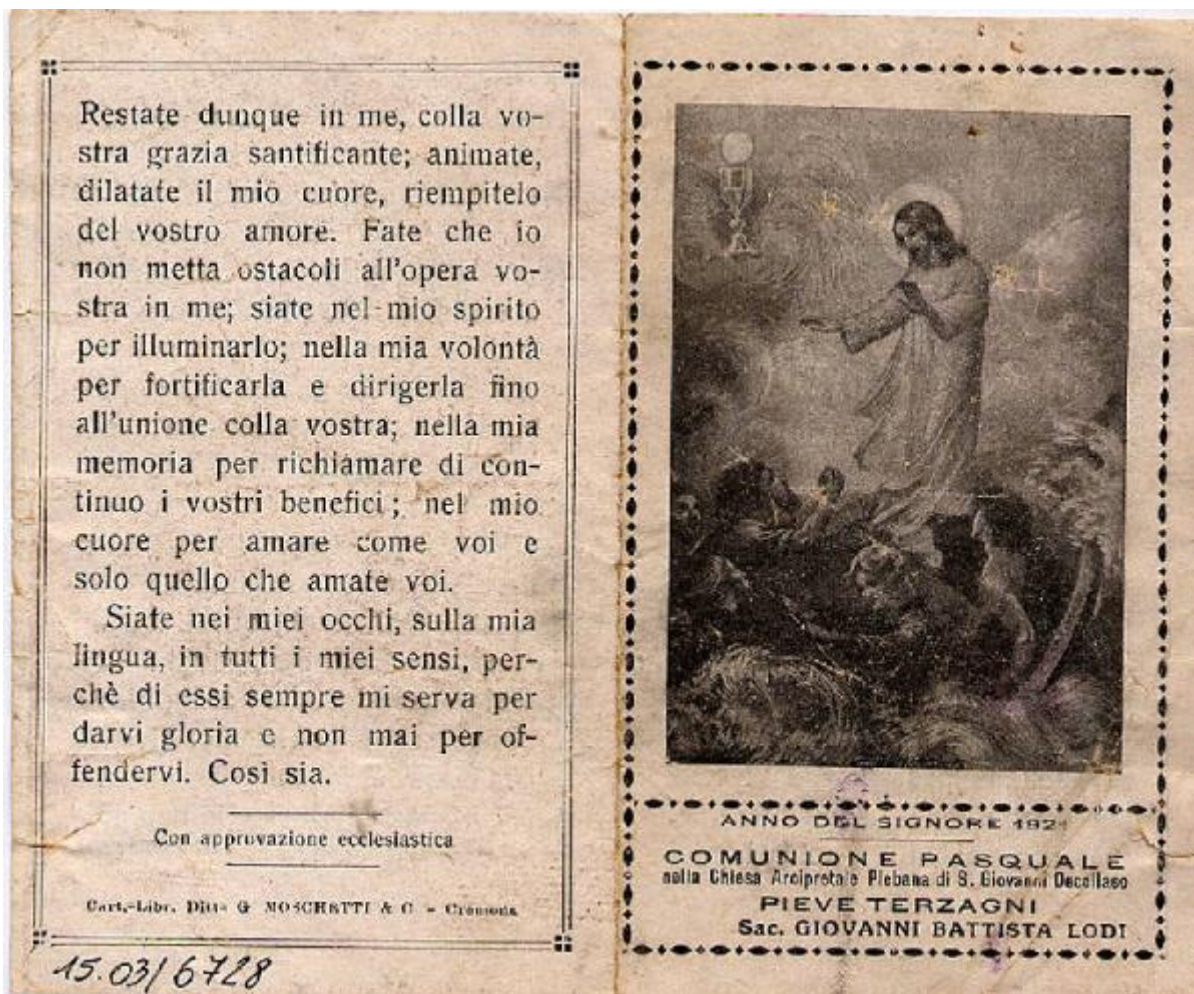 Restate dunque in me, colla vo-
stra grazia santificante; animate,
dilatate il mio cuore, riempitelo
del vostro amore. Fate che io
non metta ostacoli all'opera vo-
stra in me; siate nel mio spirito
per illuminarlo; nella mia volontà
per fortificarla e dirigerla fino
all'unione colla vostra; nella mia
memoria per richiamare di con-
tinuo i vostri benefici; nel mio
cuore per amare come voi e
solo quello che amate voi.
Siate nei miei occhi, sulla mia
lingua, in tutti i miei sensi, per-
chè di essi sempre mi serva per
darvi gloria e non mai per of-
fendervi. Così sia.
Con approvazione ecclesiastica
Cart.-Libr. Ditta G. MOSCHETTI & C. - Cremona
15.03/6728
ANNO DEL SIGNORE 1921
COMUNIONE PASQUALE
nella Chiesa Arcipretale Plebana di S. Giovanni Decollaso
PIEVE TERZAGNI
Sac. GIOVANNI BATTISTA LODI